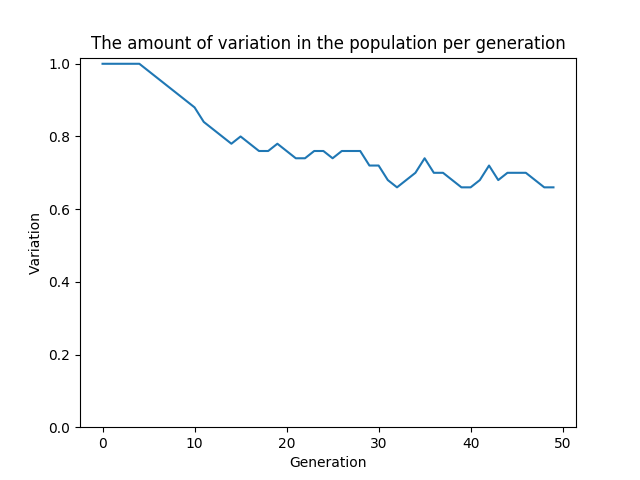 The amount of variation in the population per generation
1.0
0.8
0.6
0.4
0.2
0.0
Variation
0 10 20 30 40 50
Generation